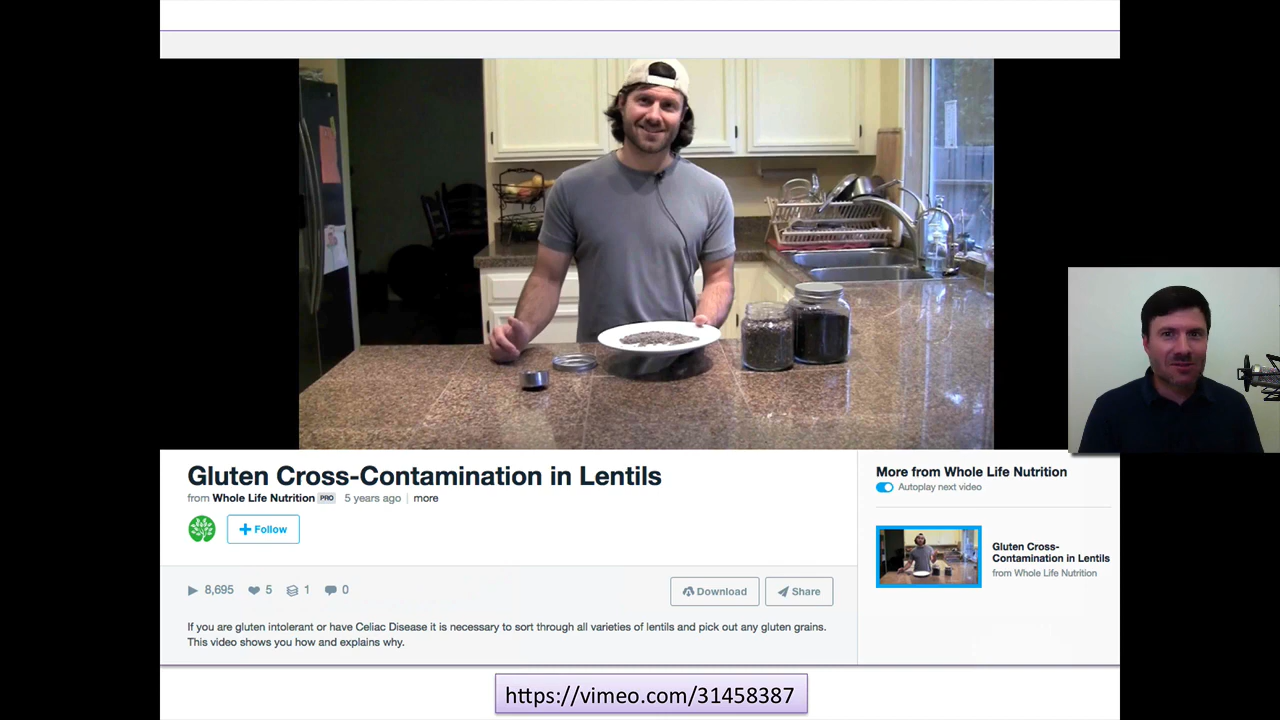 Gluten Cross-Contamination in Lentils
from Whole Life Nutrition PRO 5 years ago | more
+ Follow
8,695 5 1 0
Download Share
If you are gluten intolerant or have Celiac Disease it is necessary to sort through all varieties of lentils and pick out any gluten grains.
This video shows you how and explains why.
More from Whole Life Nutrition
Autoplay next video
Gluten Cross-
Contamination in Lentils
from Whole Life Nutrition
https://vimeo.com/31458387